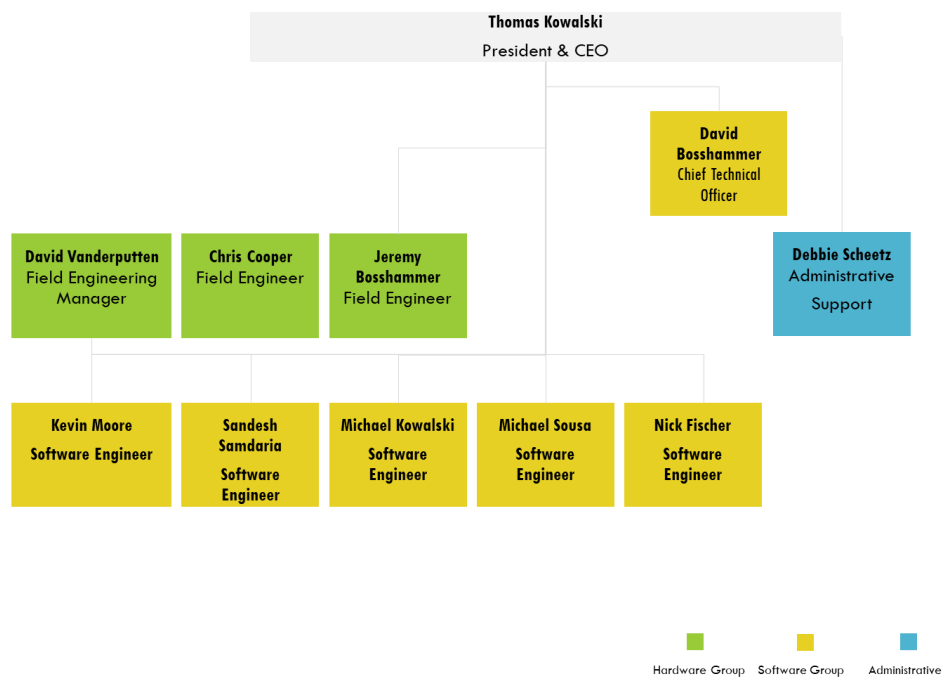 Thomas Kowalski
President & CEO
David
Bosshammer
Chief Technical
Officer
David Vanderputten
Field Engineering
Manager
Chris Cooper
Field Engineer
Jeremy
Bosshammer
Field Engineer
Debbie Scheetz
Administrative
Support
Kevin Moore
Software Engineer
Sandesh
Samdaria
Software
Engineer
Michael Kowalski
Software
Engineer
Michael Sousa
Software
Engineer
Nick Fischer
Software
Engineer
Hardware Group
Software Group
Administrative